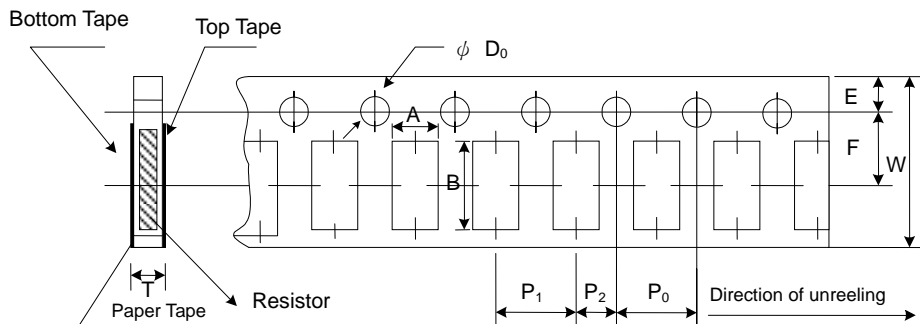 Bottom Tape
Top Tape
ψ D₀
E
A
F
W
B
P₁
P₂
P₀
Direction of unreeling
T
Resistor
Paper Tape